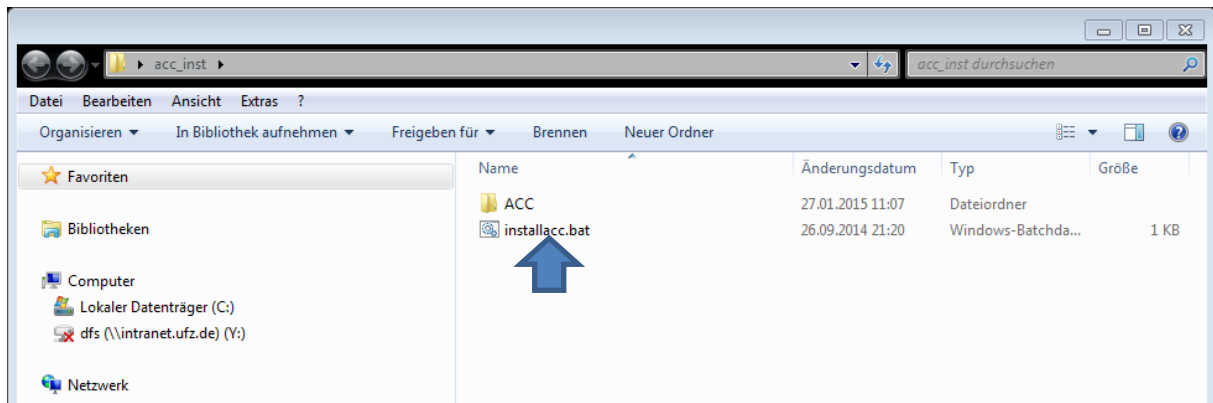 acc_inst
acc_inst durchsuchen
Datei Bearbeiten Ansicht Extras ?
Organisieren In Bibliothek aufnehmen Freigeben für Brennen Neuer Ordner
Favoriten
Bibliotheken
Computer
Lokaler Datenträger (C:)
dfs (\\intranet.ufz.de) (Y:)
Netzwerk
Name Änderungsdatum Typ Größe
ACC 27.01.2015 11:07 Dateiordner
installacc.bat 26.09.2014 21:20 Windows-Batchda... 1 KB